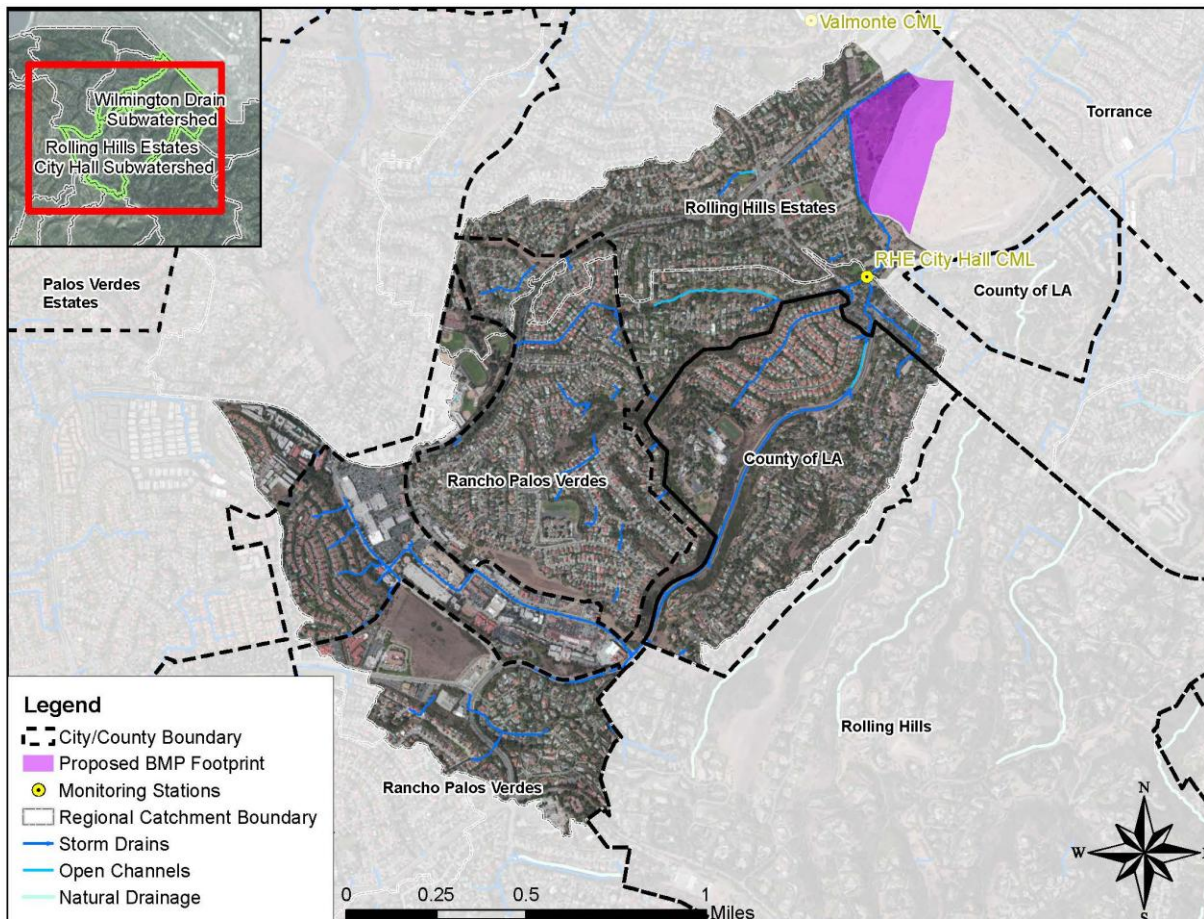 Valmonte CML
Wilmington Drain
Subwatershed
Rolling Hills Estates
City Hall Subwatershed
Torrance
Rolling Hills Estates
RHE City Hall CML
County of LA
Palos Verdes
Estates
County of LA
Rancho Palos Verdes
Rolling Hills
Rancho Palos Verdes
Legend
City/County Boundary
Proposed BMP Footprint
Monitoring Stations
Regional Catchment Boundary
Storm Drains
Open Channels
Natural Drainage
0 0.25 0.5 1
Miles
N
W
S